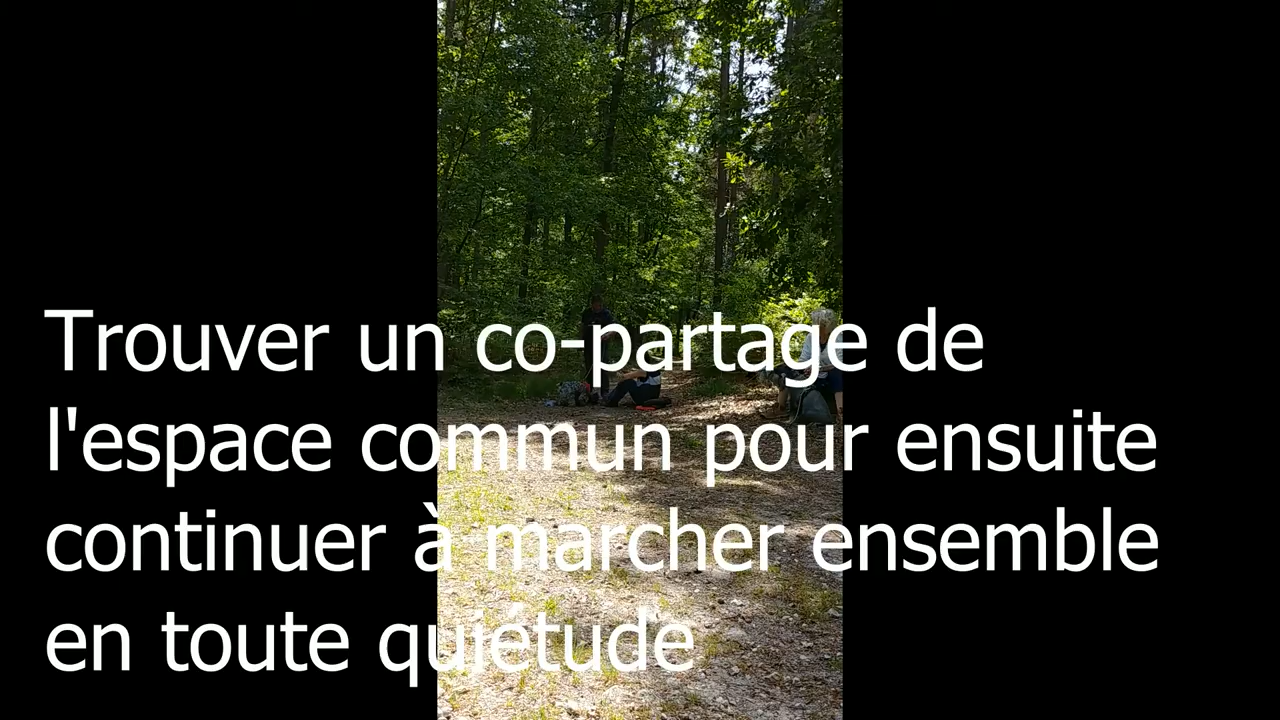 Trouver un co-partage de
l'espace commun pour ensuite
continuer à marcher ensemble
en toute quiétude